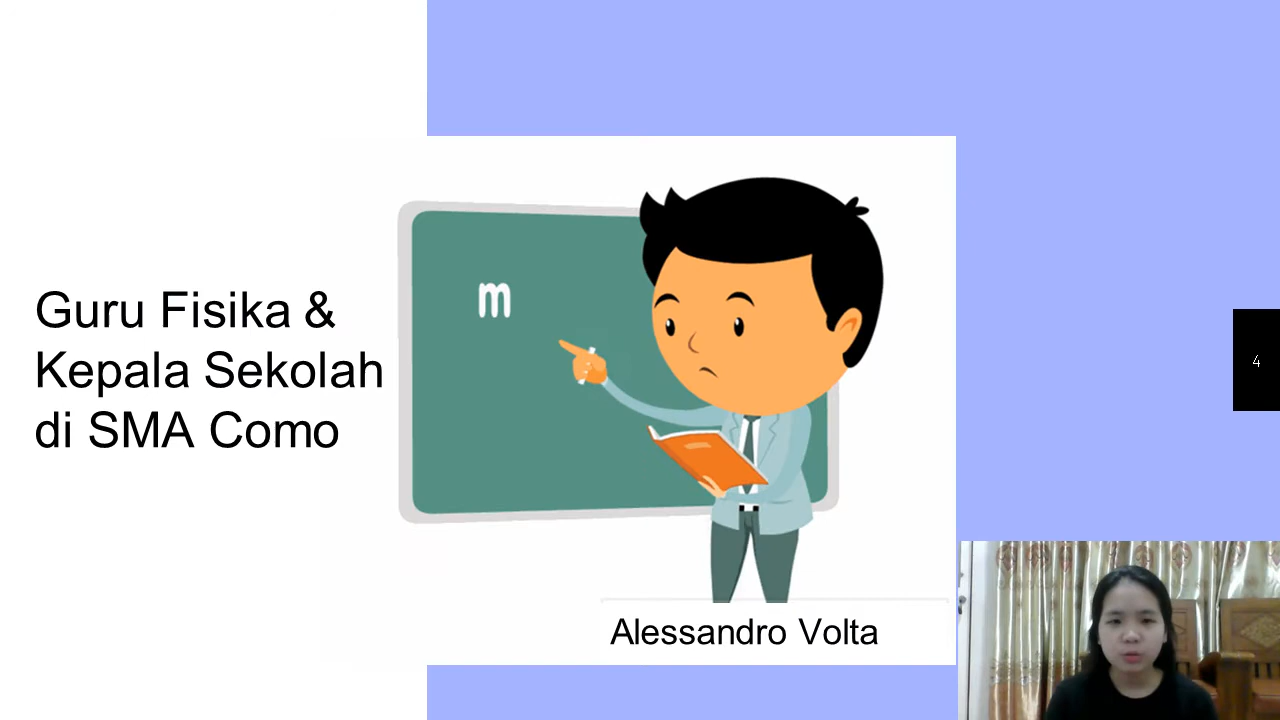 Guru Fisika &
Kepala Sekolah
di SMA Como
m
Alessandro Volta
4